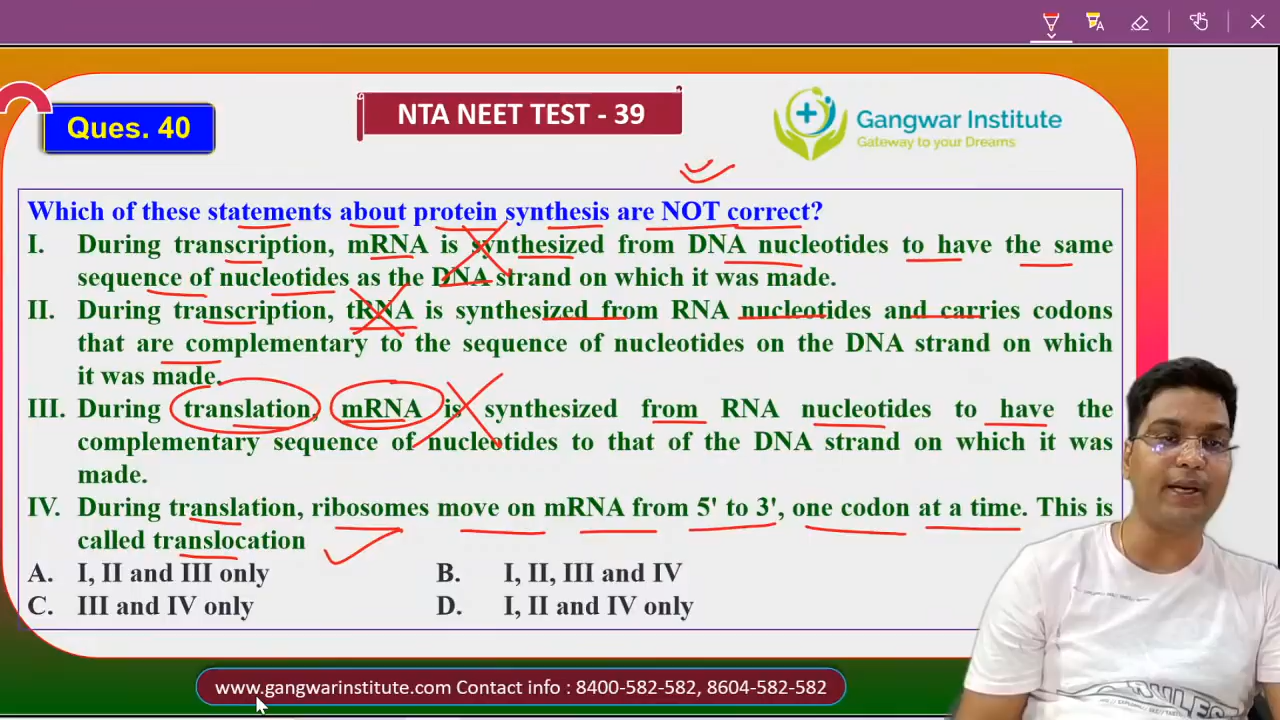 Ques. 40
NTA NEET TEST - 39
Gangwar Institute
Gateway to your Dreams
Which of these statements about protein synthesis are NOT correct?
I. During transcription, mRNA is synthesized from DNA nucleotides to have the same
sequence of nucleotides as the DNA strand on which it was made.
II. During transcription, tRNA is synthesized from RNA nucleotides and carries codons
that are complementary to the sequence of nucleotides on the DNA strand on which
it was made.
III. During translation, mRNA is synthesized from RNA nucleotides to have the
complementary sequence of nucleotides to that of the DNA strand on which it was
made.
IV. During translation, ribosomes move on mRNA from 5' to 3', one codon at a time. This is
called translocation
A. I, II and III only B. I, II, III and IV
C. III and IV only D. I, II and IV only
www.gangwarinstitute.com Contact info : 8400-582-582, 8604-582-582